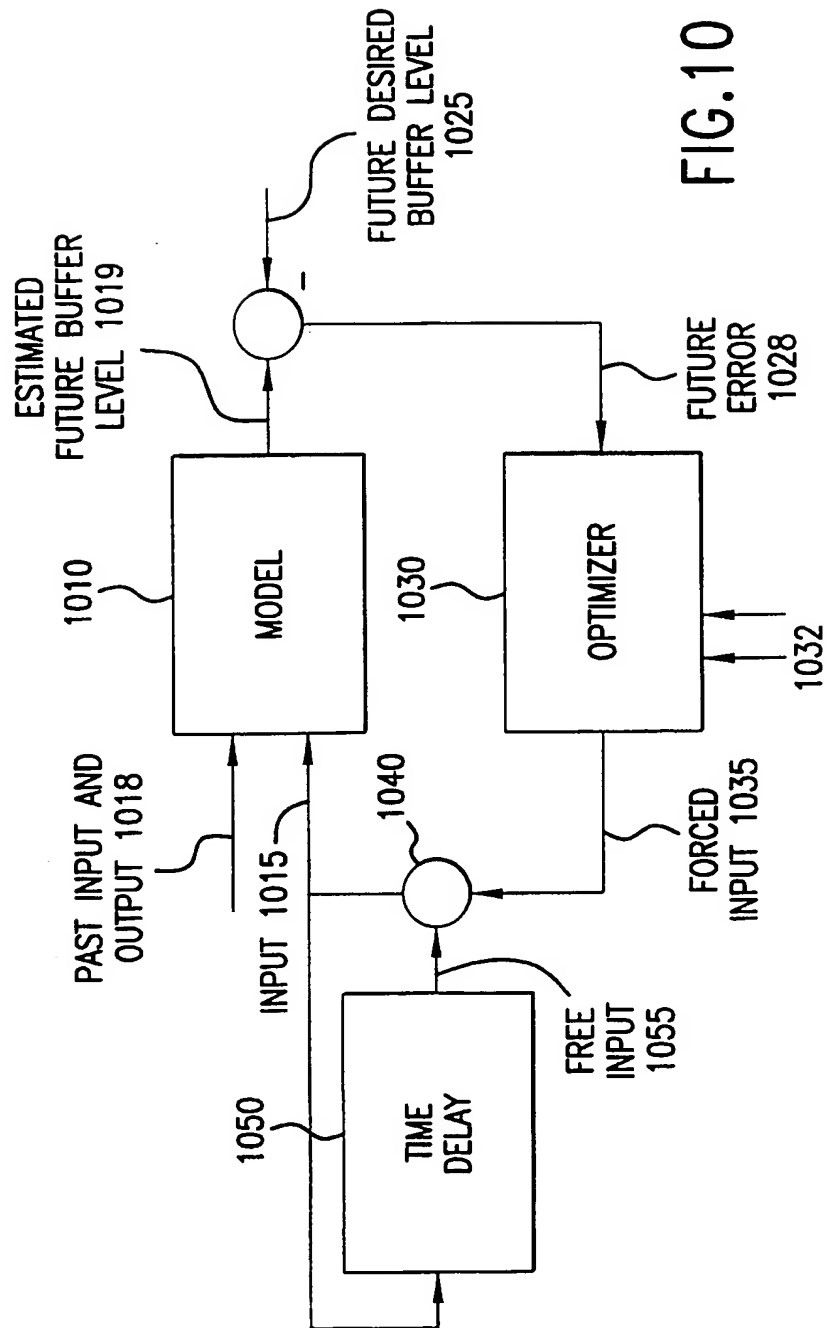 PAST INPUT AND
OUTPUT 1018
1010
MODEL
ESTIMATED
FUTURE BUFFER
LEVEL 1019
FUTURE DESIRED
BUFFER LEVEL
1025
-
INPUT 1015
1040
1050
TIME
DELAY
FREE
INPUT
1055
FORCED
INPUT 1035
1030
OPTIMIZER
1032
FUTURE
ERROR
1028
FIG.10